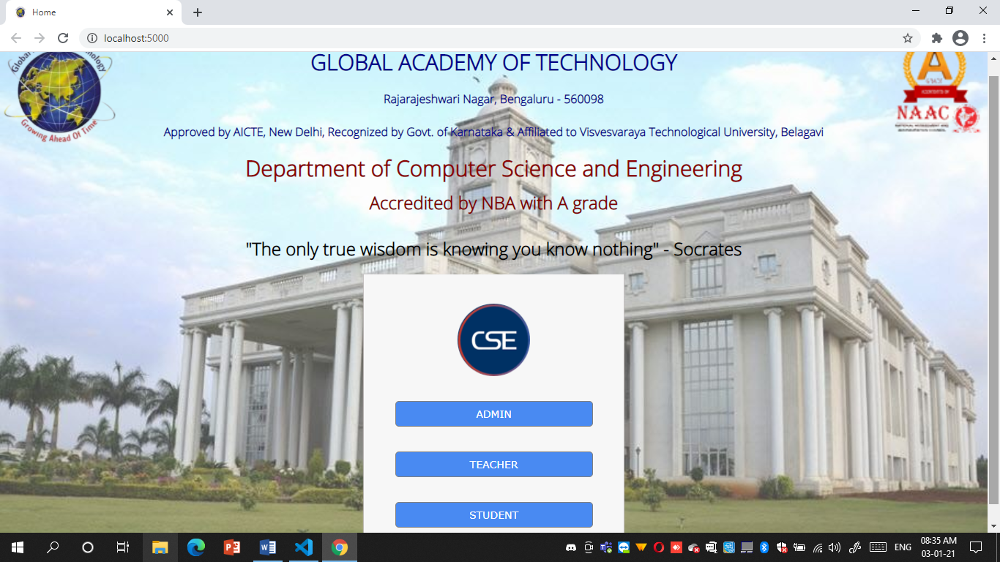 Home
localhost:5000
GLOBAL ACADEMY OF TECHNOLOGY
Growing Ahead Of Time
A
GRADE
NAAC
Rajarajeshwari Nagar, Bengaluru - 560098
Approved by AICTE, New Delhi, Recognized by Govt. of Karnataka & Affiliated to Visvesvaraya Technological University, Belagavi
Department of Computer Science and Engineering
Accredited by NBA with A grade
"The only true wisdom is knowing you know nothing" - Socrates
CSE
ADMIN
TEACHER
STUDENT
ENG
08:35 AM
03-01-21